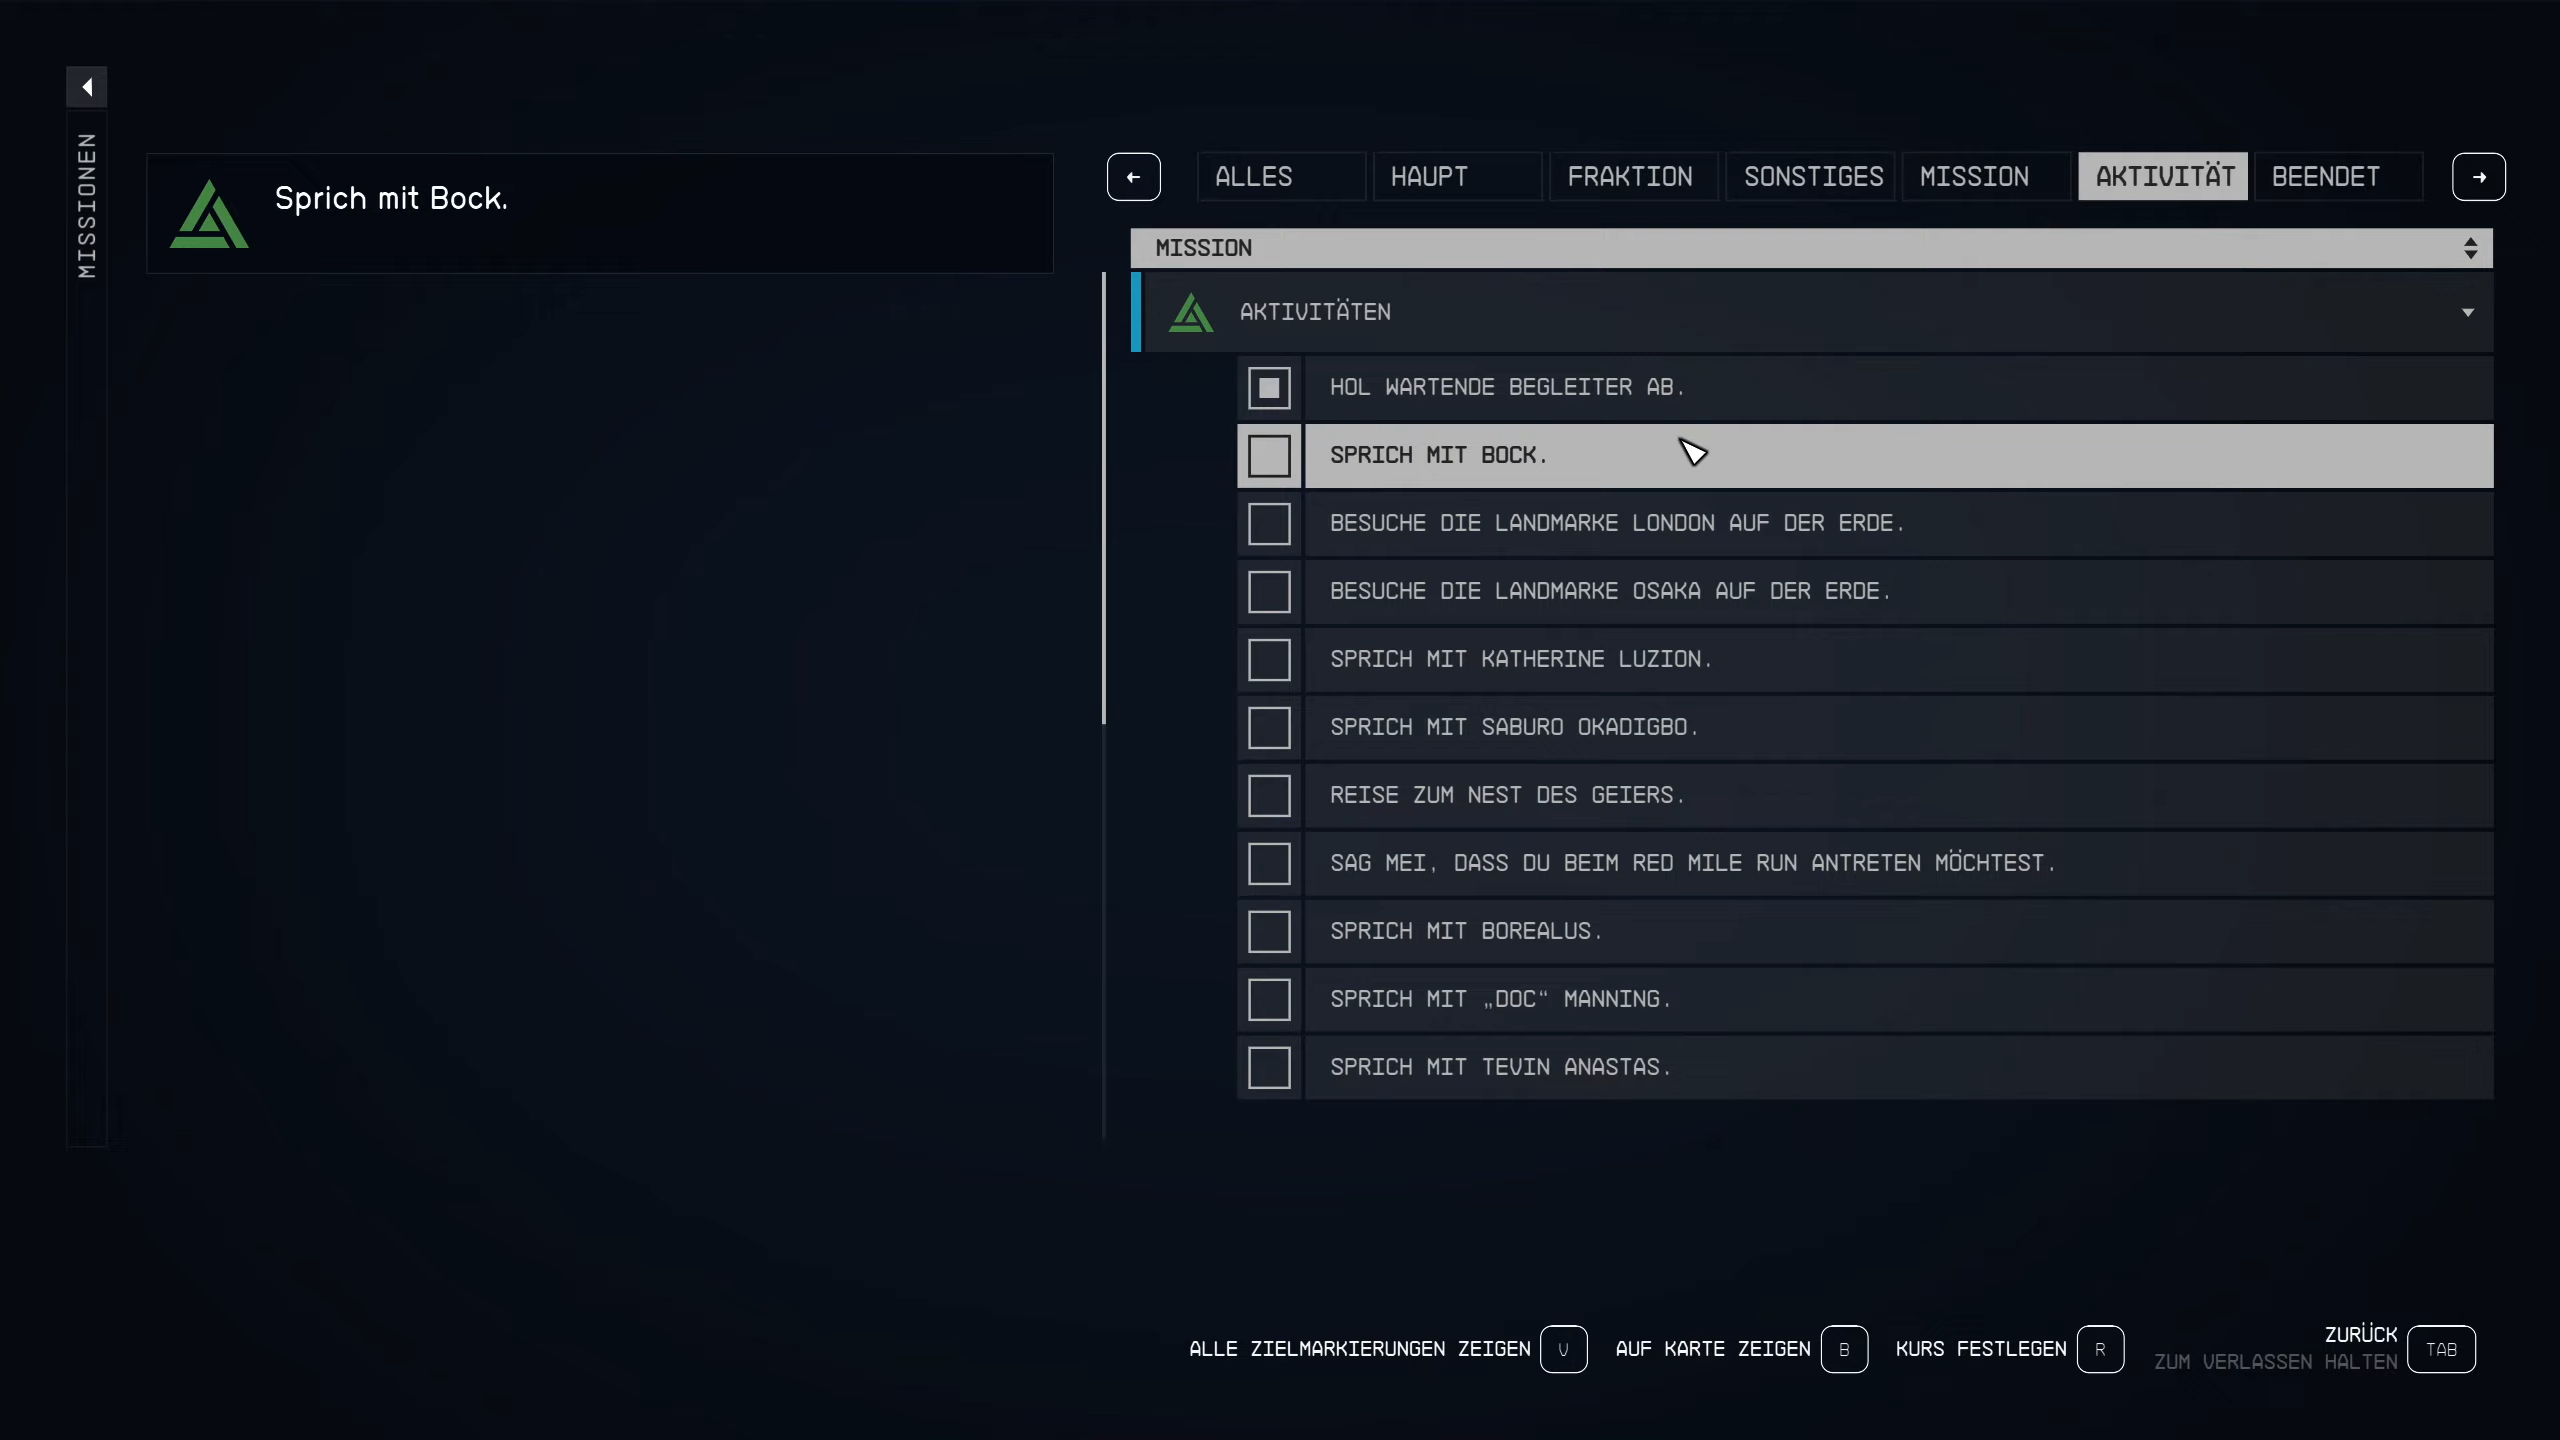 MISSIONEN
Sprich mit Bock.
ALLES HAUPT FRAKTION SONSTIGES MISSION AKTIVITÄT BEENDET
MISSION
AKTIVITÄTEN
HOL WARTENDE BEGLEITER AB.
SPRICH MIT BOCK.
BESUCHE DIE LANDMARKE LONDON AUF DER ERDE.
BESUCHE DIE LANDMARKE OSAKA AUF DER ERDE.
SPRICH MIT KATHERINE LUZION.
SPRICH MIT SABURO OKADIGBO.
REISE ZUM NEST DES GEIERS.
SAG MEI, DASS DU BEIM RED MILE RUN ANTRETEN MÖCHTEST.
SPRICH MIT BOREALUS.
SPRICH MIT „DOC“ MANNING.
SPRICH MIT TEVIN ANASTAS.
ALLE ZIELMARKIERUNGEN ZEIGEN V AUF KARTE ZEIGEN B KURS FESTLEGEN R ZURÜCK TAB
ZUM VERLASSEN HALTEN